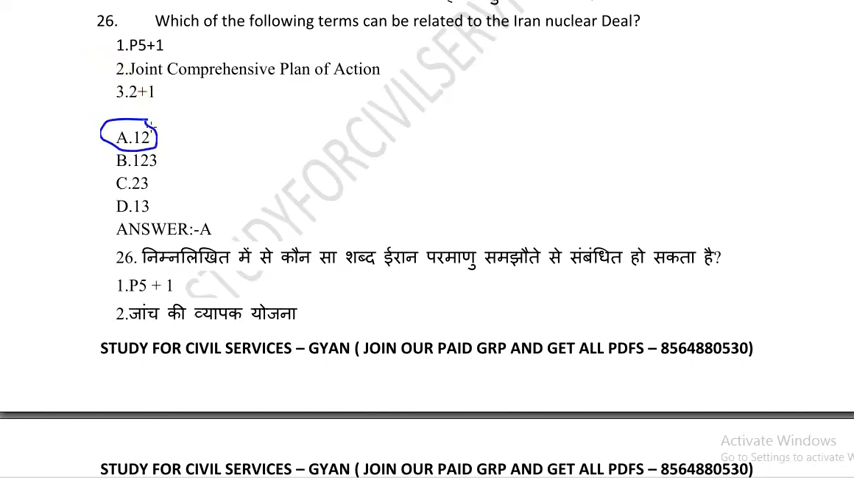 26. Which of the following terms can be related to the Iran nuclear Deal?
1.P5+1
2.Joint Comprehensive Plan of Action
3.2+1
A.12
B.123
C.23
D.13
ANSWER:-A
26. निम्नलिखित में से कौन सा शब्द ईरान परमाणु समझौते से संबंधित हो सकता है?
1.P5 + 1
2.जांच की व्यापक योजना
STUDY FOR CIVIL SERVICES – GYAN ( JOIN OUR PAID GRP AND GET ALL PDFS – 8564880530)
Activate Windows
Go to Settings to activate W
STUDY FOR CIVIL SERVICES – GYAN (JOIN OUR PAID GRP AND GET ALL PDFS – 8564880530)
STUDYFORCIVILSERV